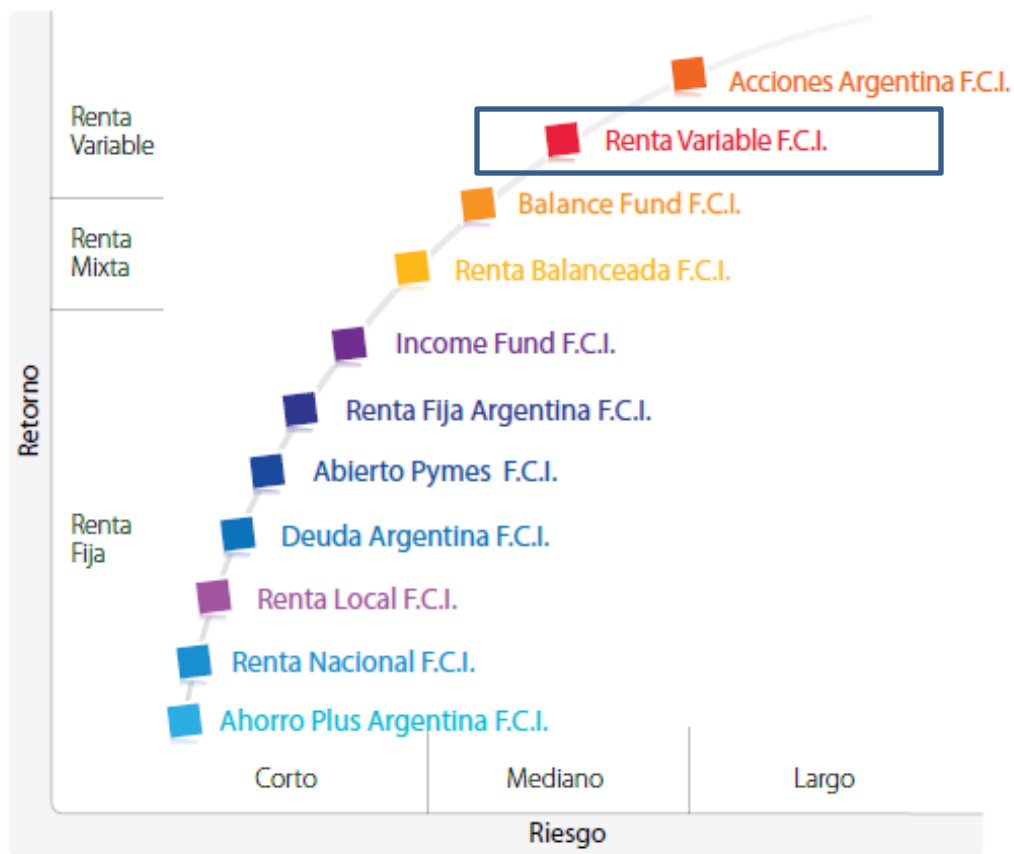 Acciones Argentina F.C.I.
Renta
Variable
Renta Variable F.C.I.
Balance Fund F.C.I.
Renta
Mixta
Renta Balanceada F.C.I.
Income Fund F.C.I.
Retorno
Renta Fija Argentina F.C.I.
Abierto Pymes F.C.I.
Renta
Fija
Deuda Argentina F.C.I.
Renta Local F.C.I.
Renta Nacional F.C.I.
Ahorro Plus Argentina F.C.I.
Corto
Mediano
Largo
Riesgo